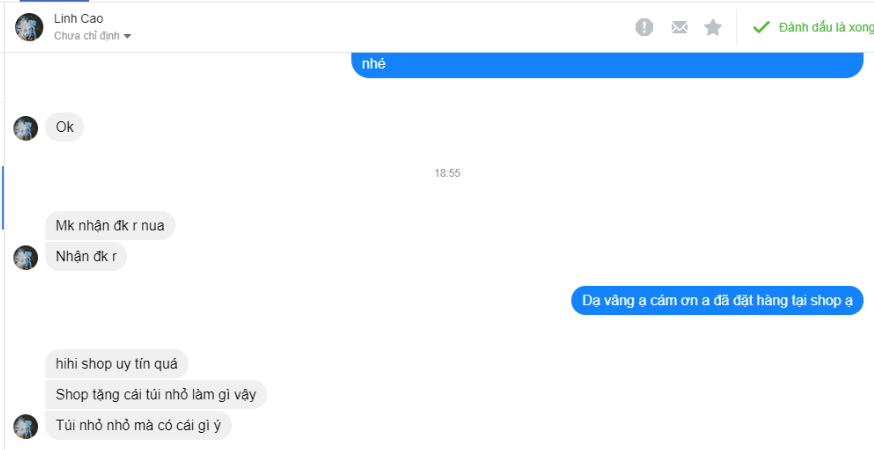 Linh Cao
Chưa chỉ định
Đánh dấu là xong
nhé
Ok
18:55
Mk nhận đk r nua
Nhận đk r
Dạ vâng ạ cám ơn a đã đặt hàng tại shop ạ
hihi shop uy tín quá
Shop tặng cái túi nhỏ làm gì vậy
Túi nhỏ nhỏ mà có cái gì ý